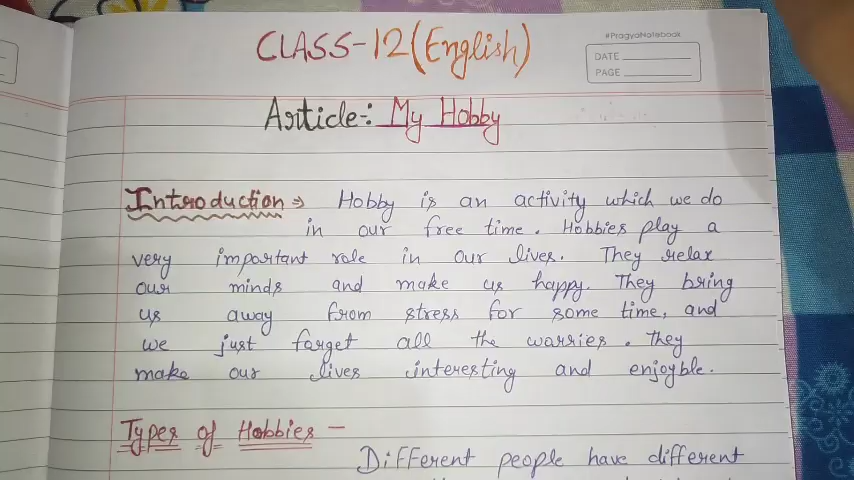 CLASS-12 (English)
#PragyaNotebook
DATE
PAGE
Article:- My Hobby
Introduction ⇒ Hobby is an activity which we do
in our free time. Hobbies play a
very important role in our lives. They relax
our minds and make us happy. They bring
us away from stress for some time, and
we just farget all the warries. They
make our lives interesting and enjoyble.
Types of Hobbies –
Different people have different